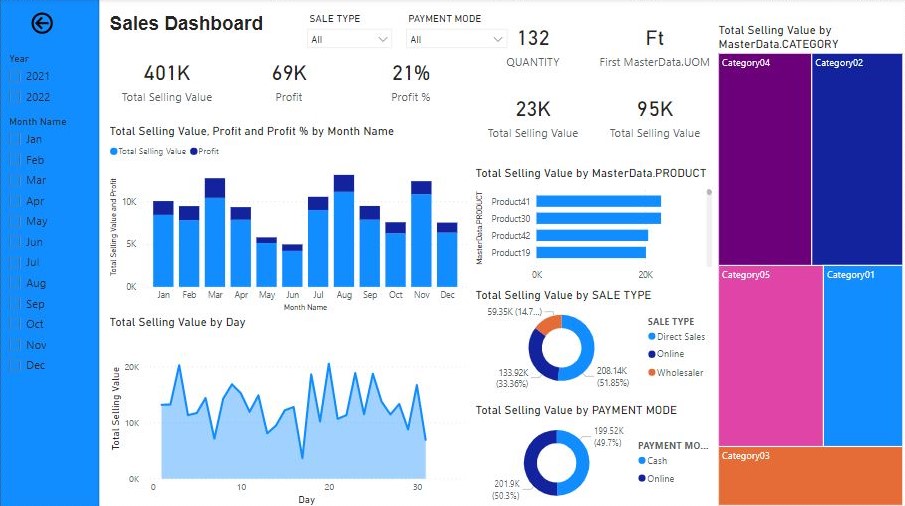 Sales Dashboard
SALE TYPE
All
PAYMENT MODE
All
Year
2021
2022
Month Name
Jan
Feb
Mar
Apr
May
Jun
Jul
Aug
Sep
Oct
Nov
Dec
401K
Total Selling Value
69K
Profit
21%
Profit %
132
QUANTITY
Ft
First MasterData.UOM
23K
Total Selling Value
95K
Total Selling Value
Total Selling Value, Profit and Profit % by Month Name
Total Selling Value
Profit
Total Selling Value and Profit
10K
5K
0K
Jan Feb Mar Apr May Jun Jul Aug Sep Oct Nov Dec
Month Name
Total Selling Value by Day
Total Selling Value
20K
10K
0K
0 10 20 30
Day
Total Selling Value by MasterData.PRODUCT
MasterData.PRODUCT
Product41
Product30
Product42
Product19
0K 20K
Total Selling Value by SALE TYPE
59.35K (14.7...)
133.92K
(33.36%)
208.14K
(51.85%)
SALE TYPE
Direct Sales
Online
Wholesaler
Total Selling Value by PAYMENT MODE
199.52K
(49.7%)
201.9K
(50.3%)
PAYMENT MO...
Cash
Online
Total Selling Value by
MasterData.CATEGORY
Category04
Category02
Category05
Category01
Category03